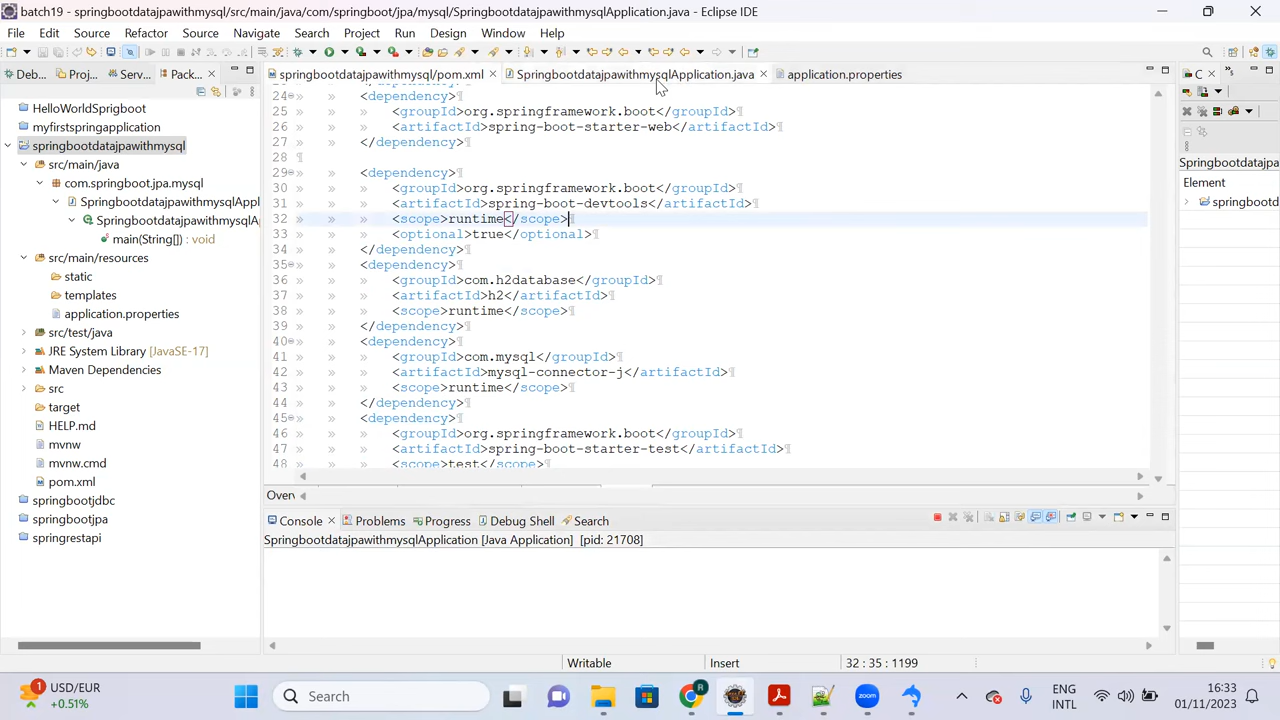 batch19 - springbootdatajpawithmysql/src/main/java/com/springboot/jpa/mysql/SpringbootdatajpawithmysqlApplication.java - Eclipse IDE
File Edit Source Refactor Source Navigate Search Project Run Design Window Help
Deb... Proj... Serv... Pack...
springbootdatajpawithmysql/pom.xml SpringbootdatajpawithmysqlApplication.java application.properties
HelloWorldSprigboot
myfirstspringapplication
springbootdatajpawithmysql
src/main/java
com.springboot.jpa.mysql
SpringbootdatajpawithmysqlAppl
SpringbootdatajpawithmysqlA
main(String[]) : void
src/main/resources
static
templates
application.properties
src/test/java
JRE System Library [JavaSE-17]
Maven Dependencies
src
target
HELP.md
mvnw
mvnw.cmd
pom.xml
springbootjdbc
springbootjpa
springrestapi
24 <dependency>¶
25 <groupId>org.springframework.boot</groupId>¶
26 <artifactId>spring-boot-starter-web</artifactId>¶
27 </dependency>¶
28 ¶
29 <dependency>¶
30 <groupId>org.springframework.boot</groupId>¶
31 <artifactId>spring-boot-devtools</artifactId>¶
32 <scope>runtime</scope>¶
33 <optional>true</optional>¶
34 </dependency>¶
35 <dependency>¶
36 <groupId>com.h2database</groupId>¶
37 <artifactId>h2</artifactId>¶
38 <scope>runtime</scope>¶
39 </dependency>¶
40 <dependency>¶
41 <groupId>com.mysql</groupId>¶
42 <artifactId>mysql-connector-j</artifactId>¶
43 <scope>runtime</scope>¶
44 </dependency>¶
45 <dependency>¶
46 <groupId>org.springframework.boot</groupId>¶
47 <artifactId>spring-boot-starter-test</artifactId>¶
48 <scope>test</scope>¶
Overv
Console Problems Progress Debug Shell Search
SpringbootdatajpawithmysqlApplication [Java Application] [pid: 21708]
C
Springbootdatajpa
Element
springbootd
Writable Insert 32 : 35 : 1199
1
USD/EUR
+0.51%
Search
R
ENG
INTL
16:33
01/11/2023